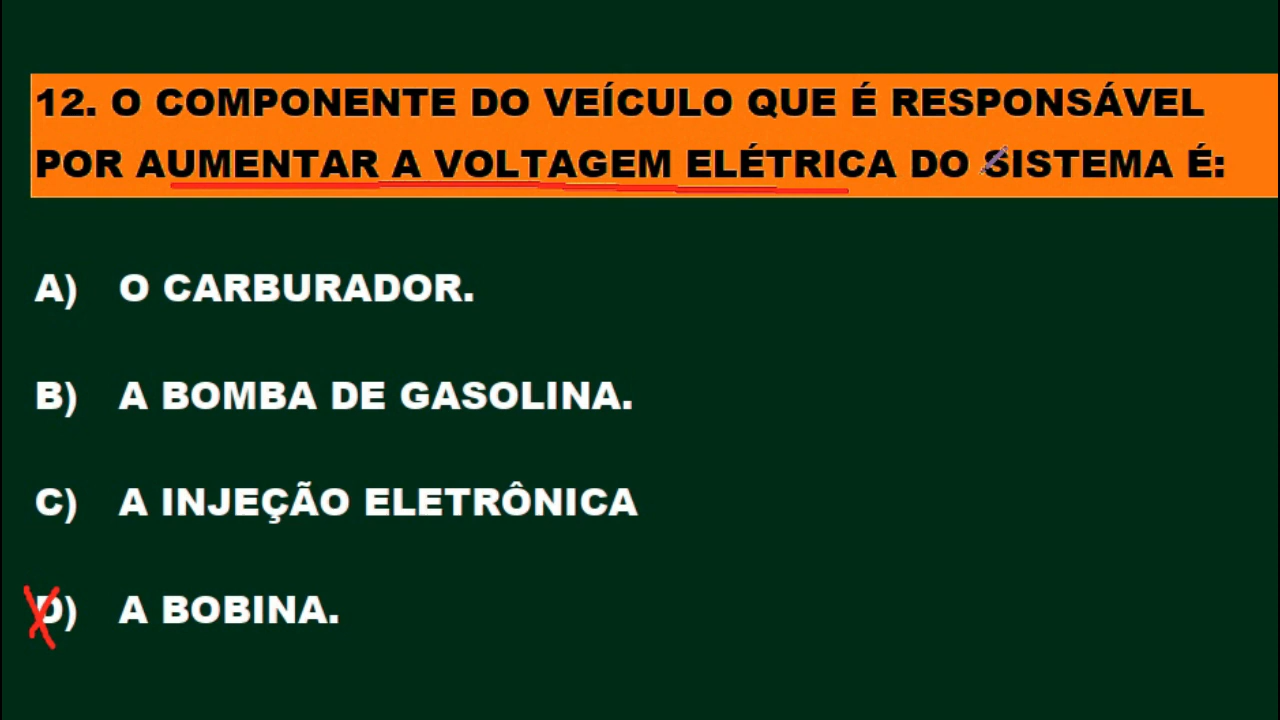 12. O COMPONENTE DO VEÍCULO QUE É RESPONSÁVEL
POR AUMENTAR A VOLTAGEM ELÉTRICA DO SISTEMA É:
A) O CARBURADOR.
B) A BOMBA DE GASOLINA.
C) A INJEÇÃO ELETRÔNICA
D) A BOBINA.